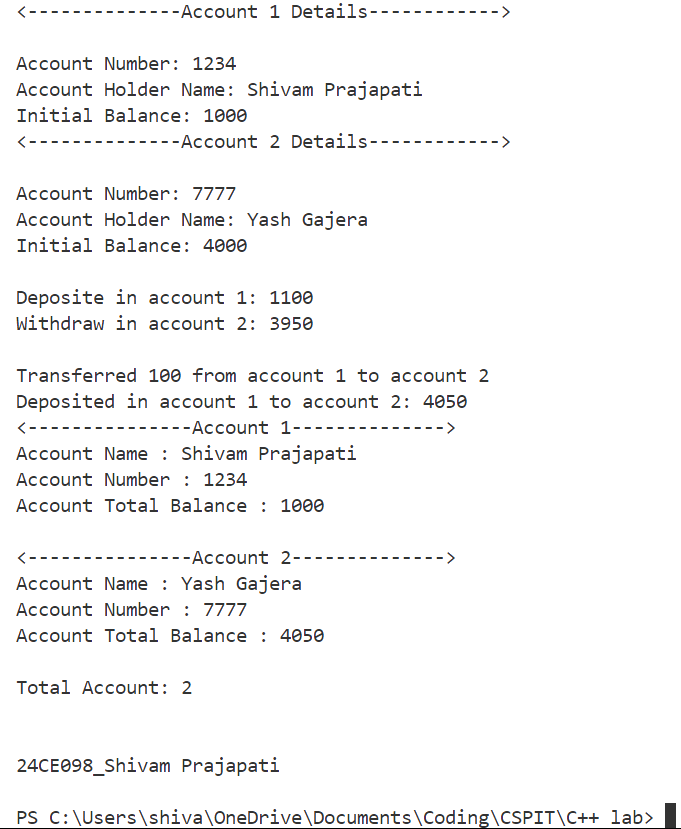 <--------------Account 1 Details------------>
Account Number: 1234
Account Holder Name: Shivam Prajapati
Initial Balance: 1000
<--------------Account 2 Details------------>
Account Number: 7777
Account Holder Name: Yash Gajera
Initial Balance: 4000
Deposite in account 1: 1100
Withdraw in account 2: 3950
Transferred 100 from account 1 to account 2
Deposited in account 1 to account 2: 4050
<---------------Account 1-------------->
Account Name : Shivam Prajapati
Account Number : 1234
Account Total Balance : 1000
<---------------Account 2-------------->
Account Name : Yash Gajera
Account Number : 7777
Account Total Balance : 4050
Total Account: 2
24CE098_Shivam Prajapati
PS C:\Users\shiva\OneDrive\Documents\Coding\CSPIT\C++ lab>